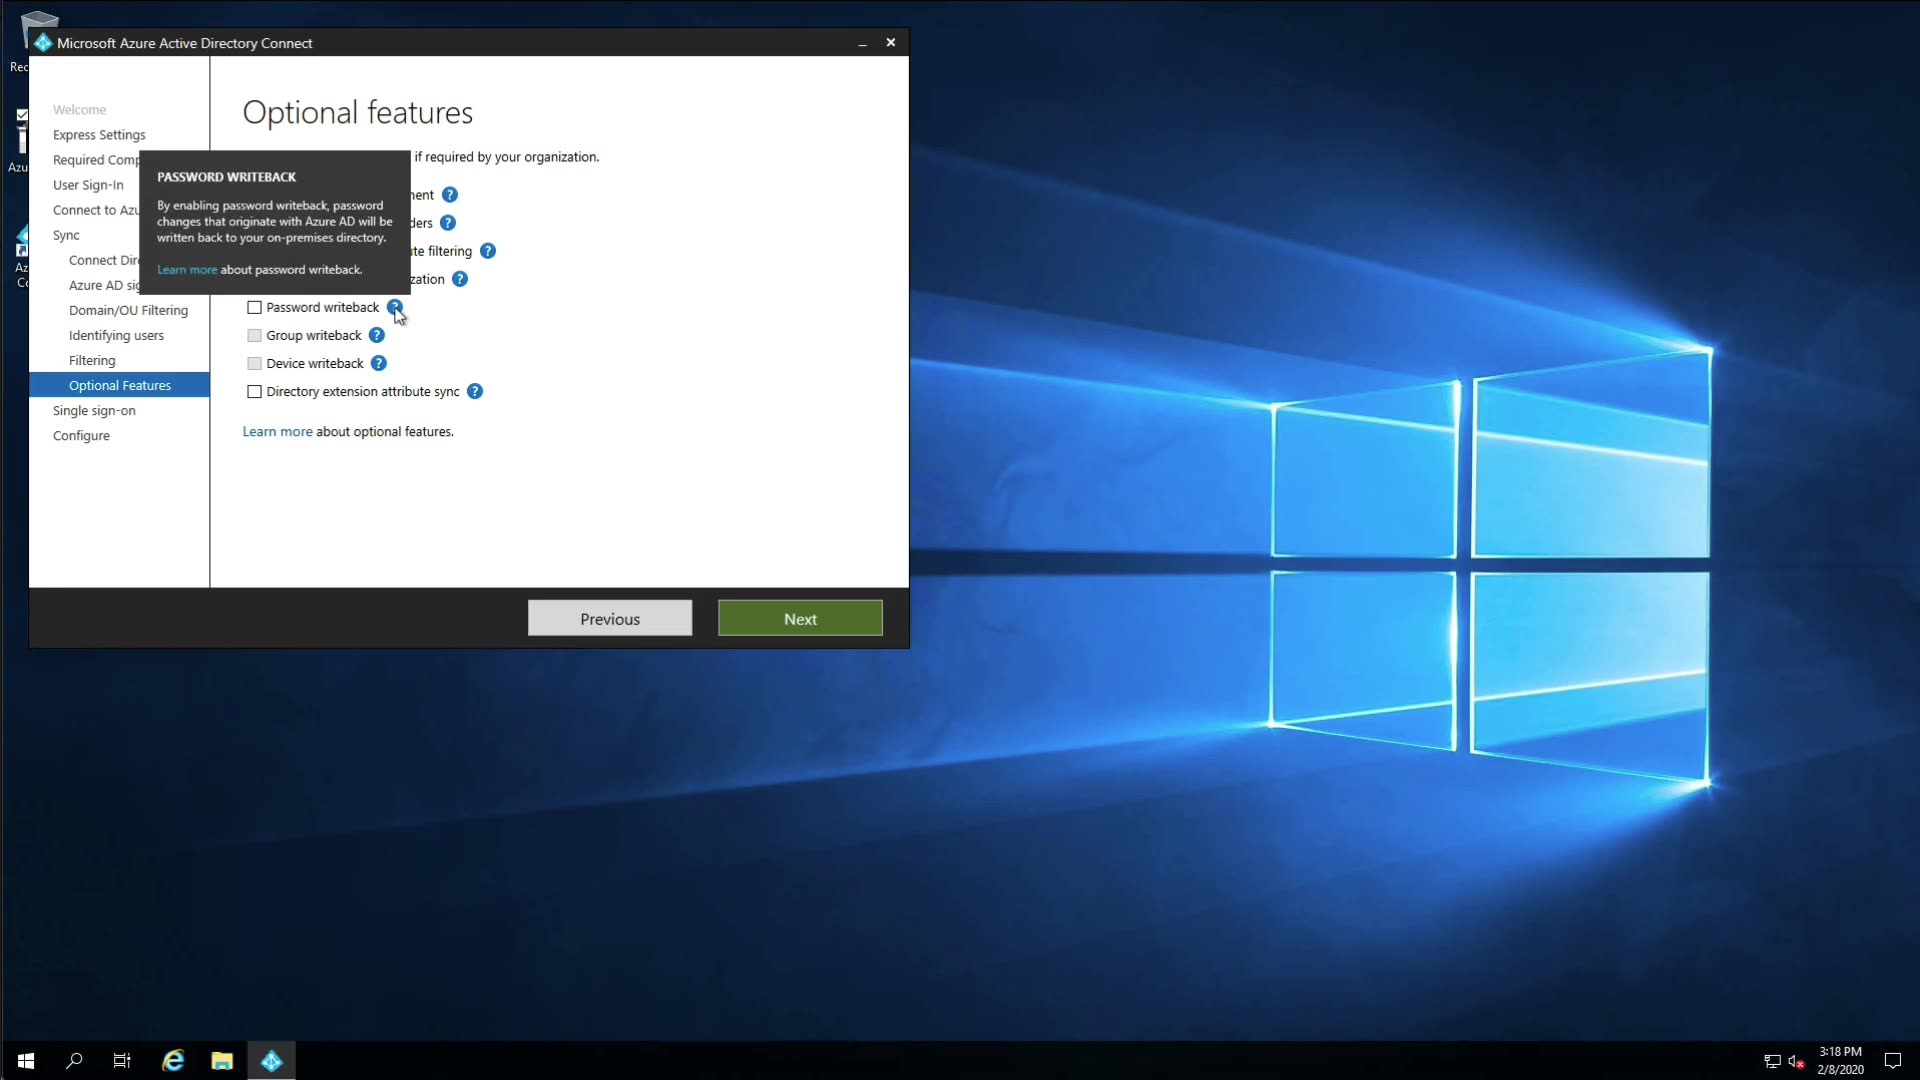 Microsoft Azure Active Directory Connect
Welcome
Express Settings
Required Comp
User Sign-In
Connect to Azu
Sync
Connect Dire
Azure AD sig
Domain/OU Filtering
Identifying users
Filtering
Optional Features
Single sign-on
Configure
Optional features
if required by your organization.
PASSWORD WRITEBACK
By enabling password writeback, password
changes that originate with Azure AD will be
written back to your on-premises directory.
Learn more about password writeback.
ment ?
ders ?
ute filtering ?
zation ?
Password writeback ?
Group writeback ?
Device writeback ?
Directory extension attribute sync ?
Learn more about optional features.
Previous
Next
Rec
Azu
Az
Co
3:18 PM
2/8/2020